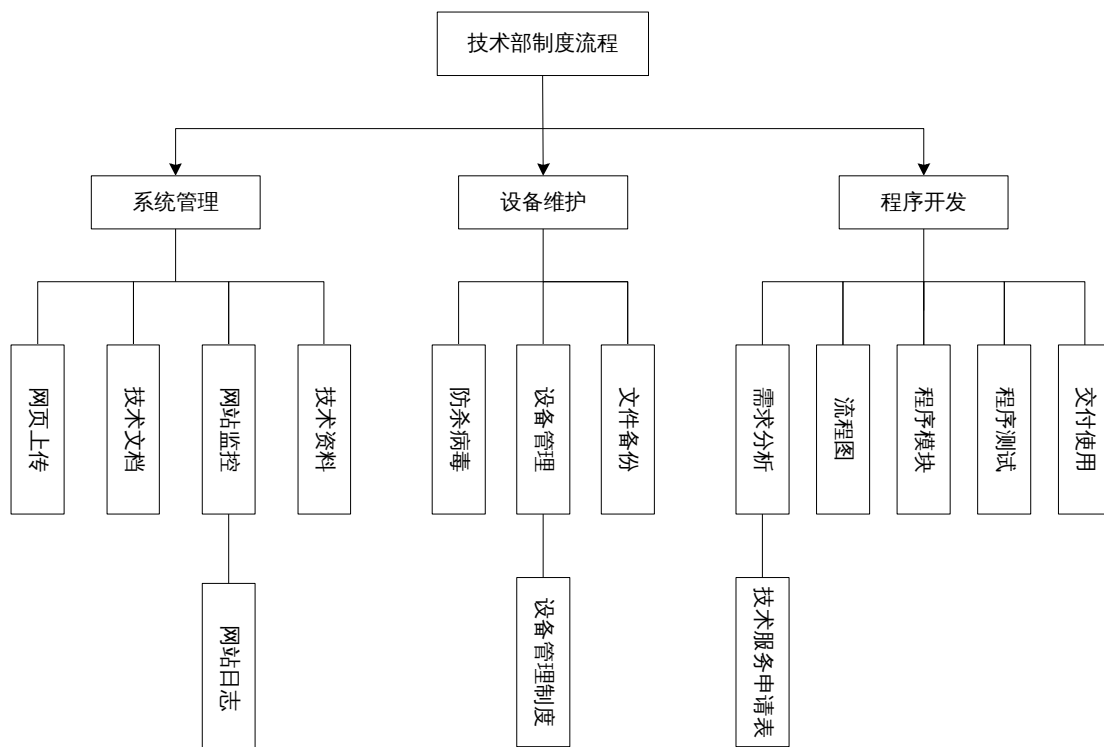 技术部制度流程
系统管理
设备维护
程序开发
网页上传
技术文档
网站监控
技术资料
防杀病毒
设备管理
文件备份
需求分析
流程图
程序模块
程序测试
交付使用
网站日志
设备管理制度
技术服务申请表